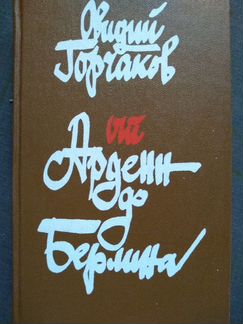 Овидий
Горчаков
от
Арденн
до
Берлина